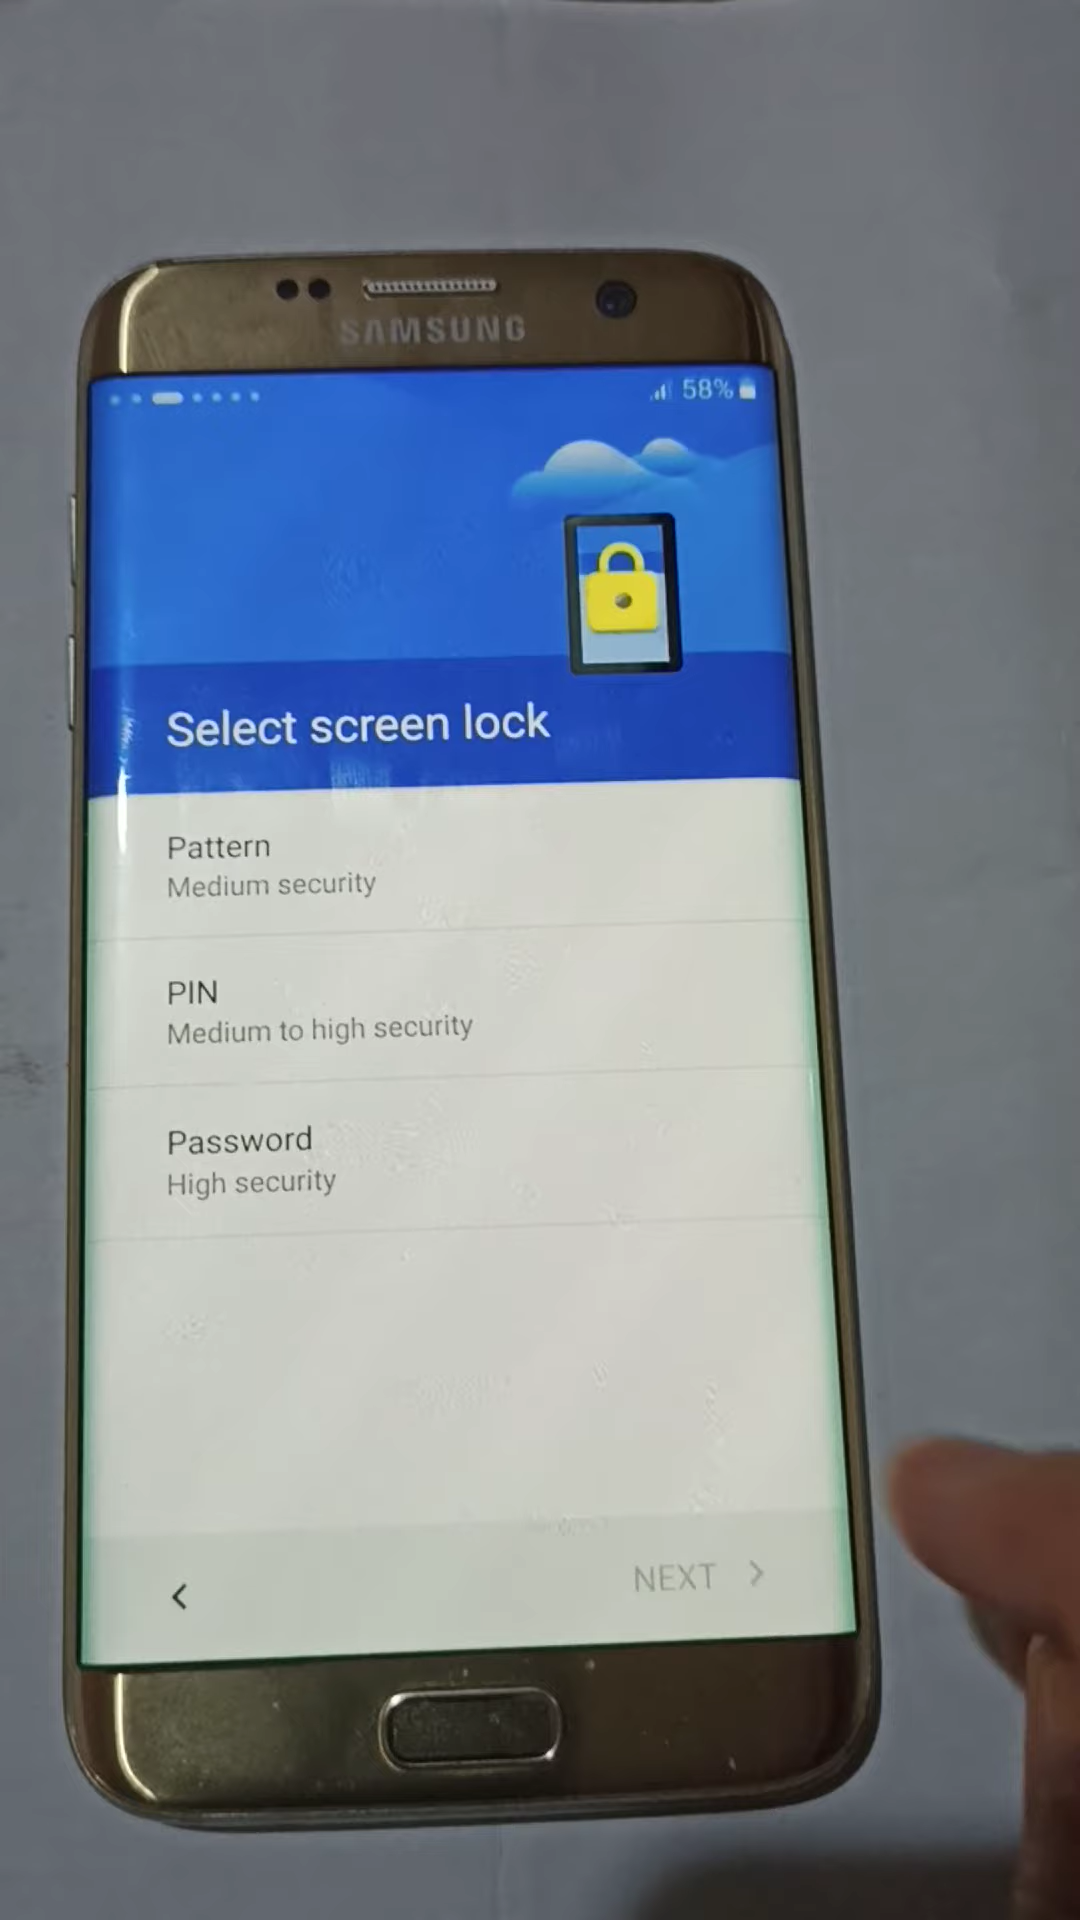 SAMSUNG
58%
Select screen lock
Pattern
Medium security
PIN
Medium to high security
Password
High security
NEXT